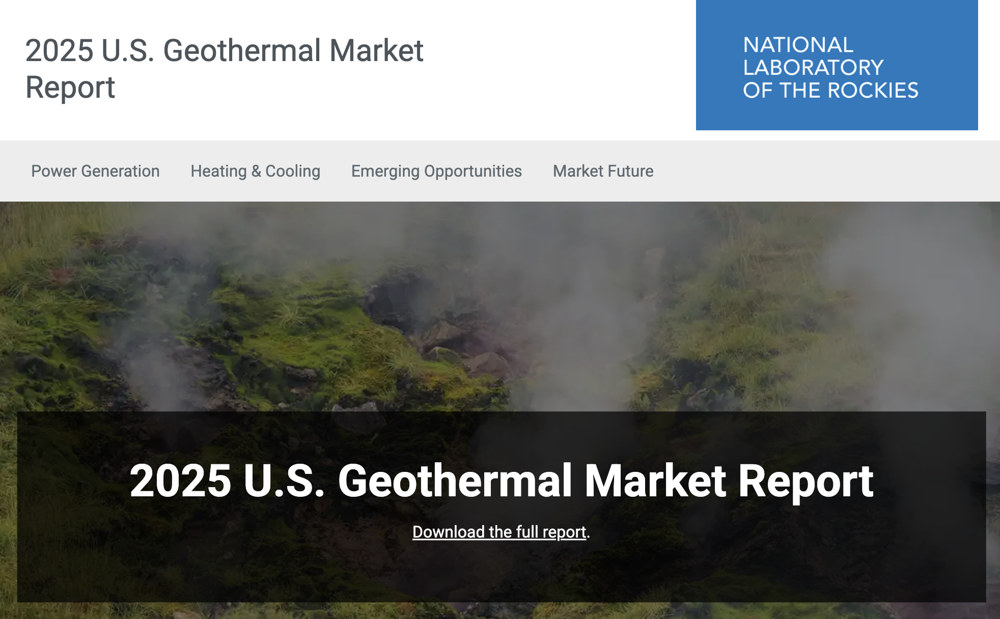 2025 U.S. Geothermal Market
Report
NATIONAL
LABORATORY
OF THE ROCKIES
Power Generation Heating & Cooling Emerging Opportunities Market Future
2025 U.S. Geothermal Market Report
Download the full report.